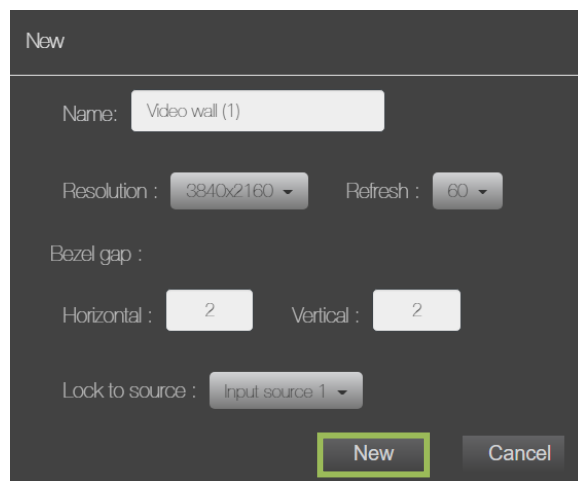 New
Name: Video wall (1)
Resolution : 3840x2160 Refresh : 60
Bezel gap :
Horizontal : 2 Vertical : 2
Lock to source : Input source 1
New Cancel